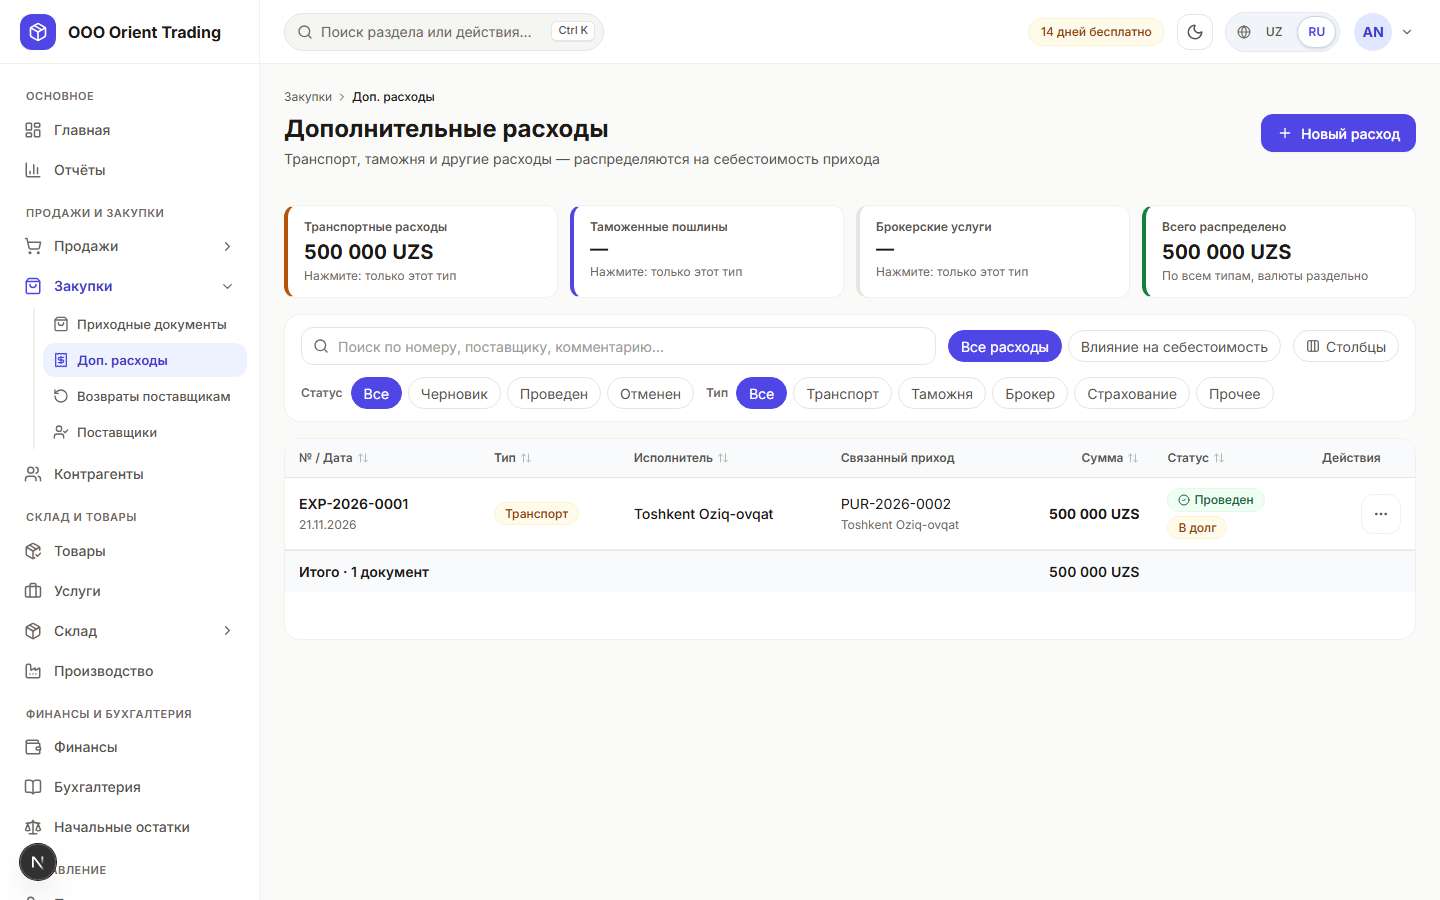 ООО Orient Trading
Поиск раздела или действия...
Ctrl K
14 дней бесплатно
UZ
RU
AN
ОСНОВНОЕ
Главная
Отчёты
ПРОДАЖИ И ЗАКУПКИ
Продажи
Закупки
Приходные документы
Доп. расходы
Возвраты поставщикам
Поставщики
Контрагенты
СКЛАД И ТОВАРЫ
Товары
Услуги
Склад
Производство
ФИНАНСЫ И БУХГАЛТЕРИЯ
Финансы
Бухгалтерия
Начальные остатки
N
ВЛЕНИЕ
Закупки > Доп. расходы
Дополнительные расходы
Транспорт, таможня и другие расходы — распределяются на себестоимость прихода
+ Новый расход
Транспортные расходы
500 000 UZS
Нажмите: только этот тип
Таможенные пошлины
—
Нажмите: только этот тип
Брокерские услуги
—
Нажмите: только этот тип
Всего распределено
500 000 UZS
По всем типам, валюты раздельно
Поиск по номеру, поставщику, комментарию...
Все расходы
Влияние на себестоимость
Столбцы
Статус Все Черновик Проведен Отменен Тип Все Транспорт Таможня Брокер Страхование Прочее
№ / Дата Тип Исполнитель Связанный приход Сумма Статус Действия
EXP-2026-0001
21.11.2026
Транспорт
Toshkent Oziq-ovqat
PUR-2026-0002
Toshkent Oziq-ovqat
500 000 UZS
Проведен
В долг
Итого · 1 документ 500 000 UZS